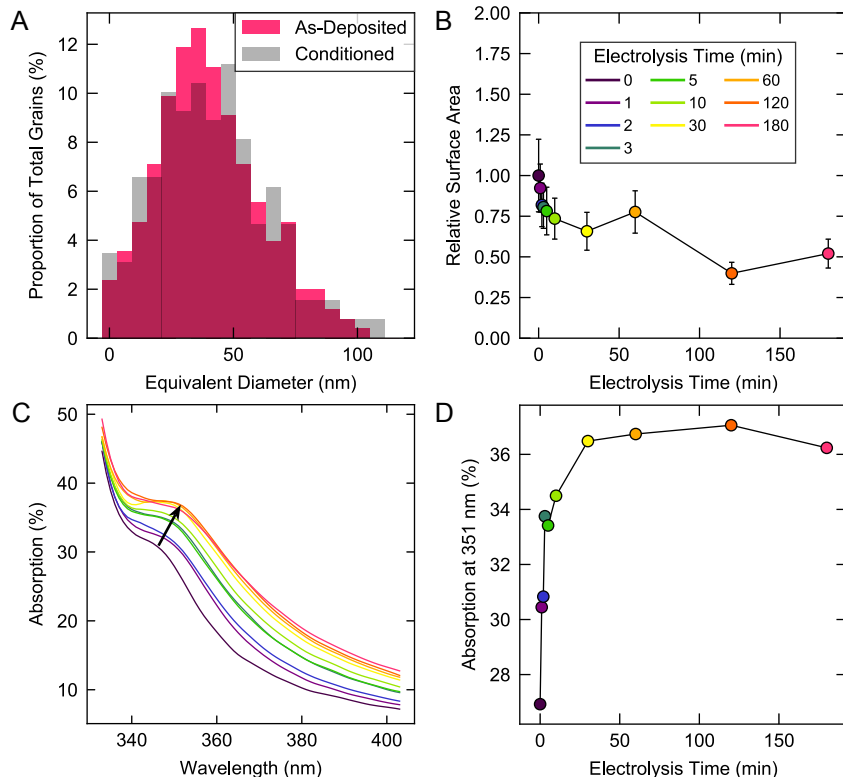 A
As-Deposited
Conditioned
12
10
8
6
4
2
0
Proportion of Total Grains (%)
0 50 100
Equivalent Diameter (nm)
B
2.00
1.75
1.50
1.25
1.00
0.75
0.50
0.25
0.00
Relative Surface Area
Electrolysis Time (min)
0 5 60
1 10 120
2 30 180
3
0 50 100 150
Electrolysis Time (min)
C
50
40
30
20
10
Absorption (%)
340 360 380 400
Wavelength (nm)
D
36
34
32
30
28
Absorption at 351 nm (%)
0 50 100 150
Electrolysis Time (min)